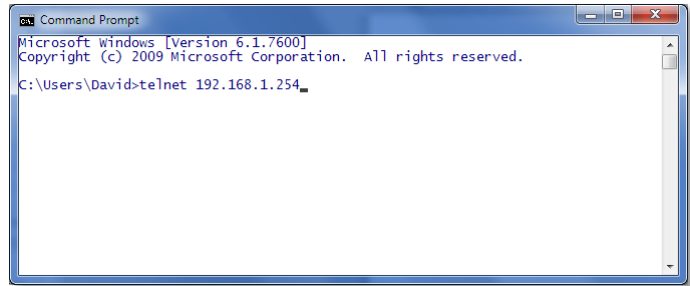 Command Prompt
Microsoft Windows [Version 6.1.7600]
Copyright (c) 2009 Microsoft Corporation.  All rights reserved.
C:\Users\David>telnet 192.168.1.254